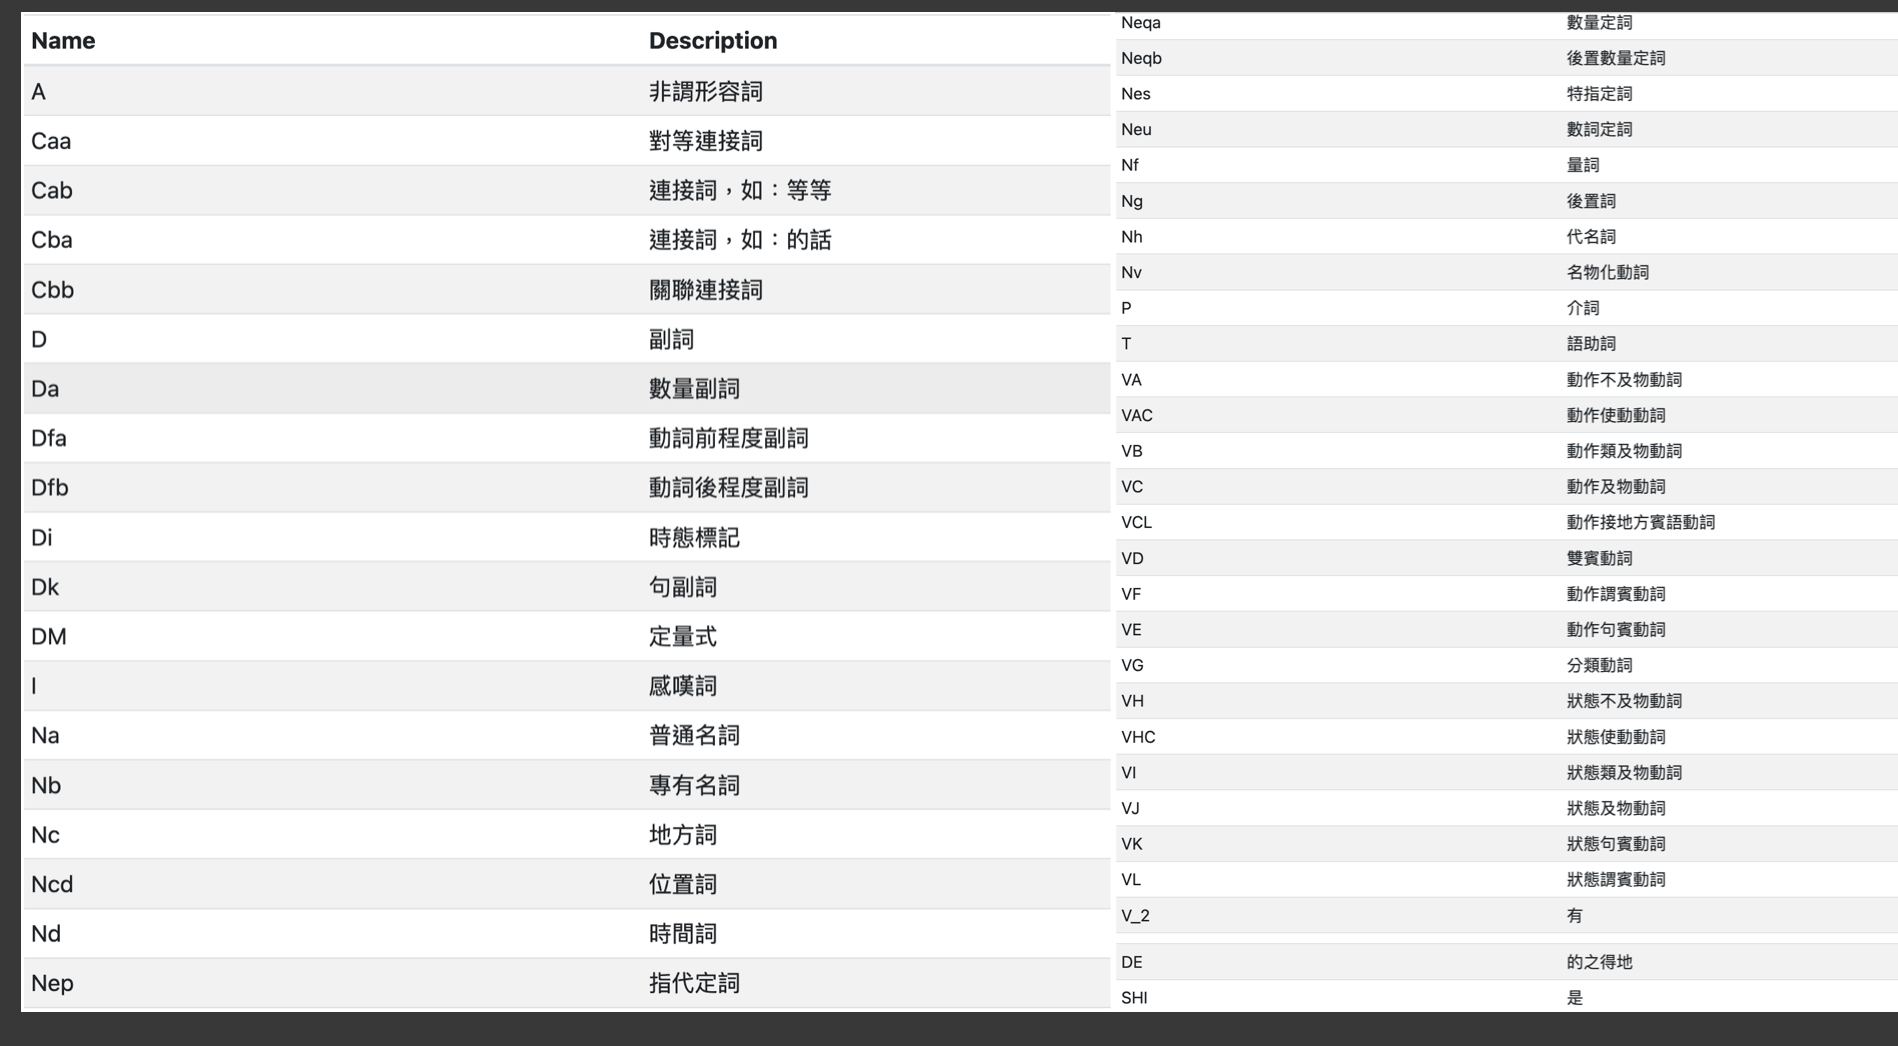 Name Description
A 非謂形容詞
Caa 對等連接詞
Cab 連接詞，如：等等
Cba 連接詞，如：的話
Cbb 關聯連接詞
D 副詞
Da 數量副詞
Dfa 動詞前程度副詞
Dfb 動詞後程度副詞
Di 時態標記
Dk 句副詞
DM 定量式
I 感嘆詞
Na 普通名詞
Nb 專有名詞
Nc 地方詞
Ncd 位置詞
Nd 時間詞
Nep 指代定詞
Neqa 數量定詞
Neqb 後置數量定詞
Nes 特指定詞
Neu 數詞定詞
Nf 量詞
Ng 後置詞
Nh 代名詞
Nv 名物化動詞
P 介詞
T 語助詞
VA 動作不及物動詞
VAC 動作使動動詞
VB 動作類及物動詞
VC 動作及物動詞
VCL 動作接地方賓語動詞
VD 雙賓動詞
VF 動作謂賓動詞
VE 動作句賓動詞
VG 分類動詞
VH 狀態不及物動詞
VHC 狀態使動動詞
VI 狀態類及物動詞
VJ 狀態及物動詞
VK 狀態句賓動詞
VL 狀態謂賓動詞
V_2 有
DE 的之得地
SHI 是